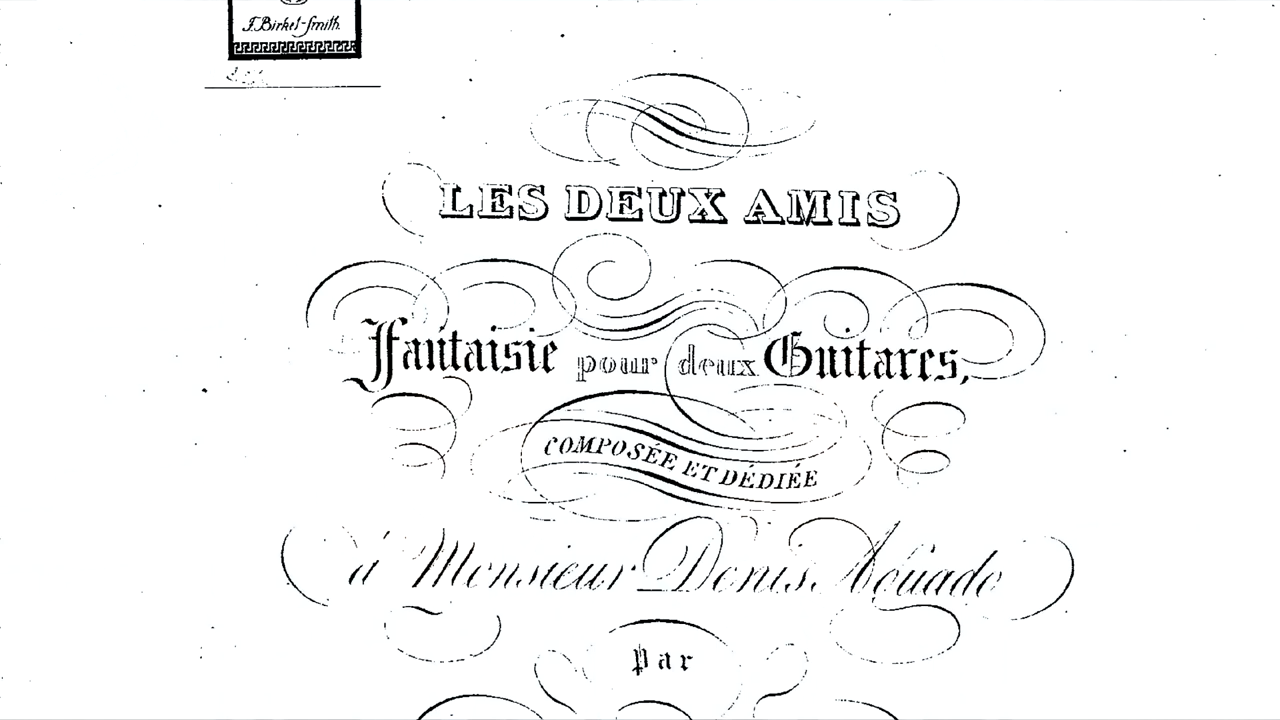 F. Birket-Smith.
LES DEUX AMIS
Fantaisie pour deux Guitares,
COMPOSÉE ET DÉDIÉE
à Monsieur Denis Aguado
Par